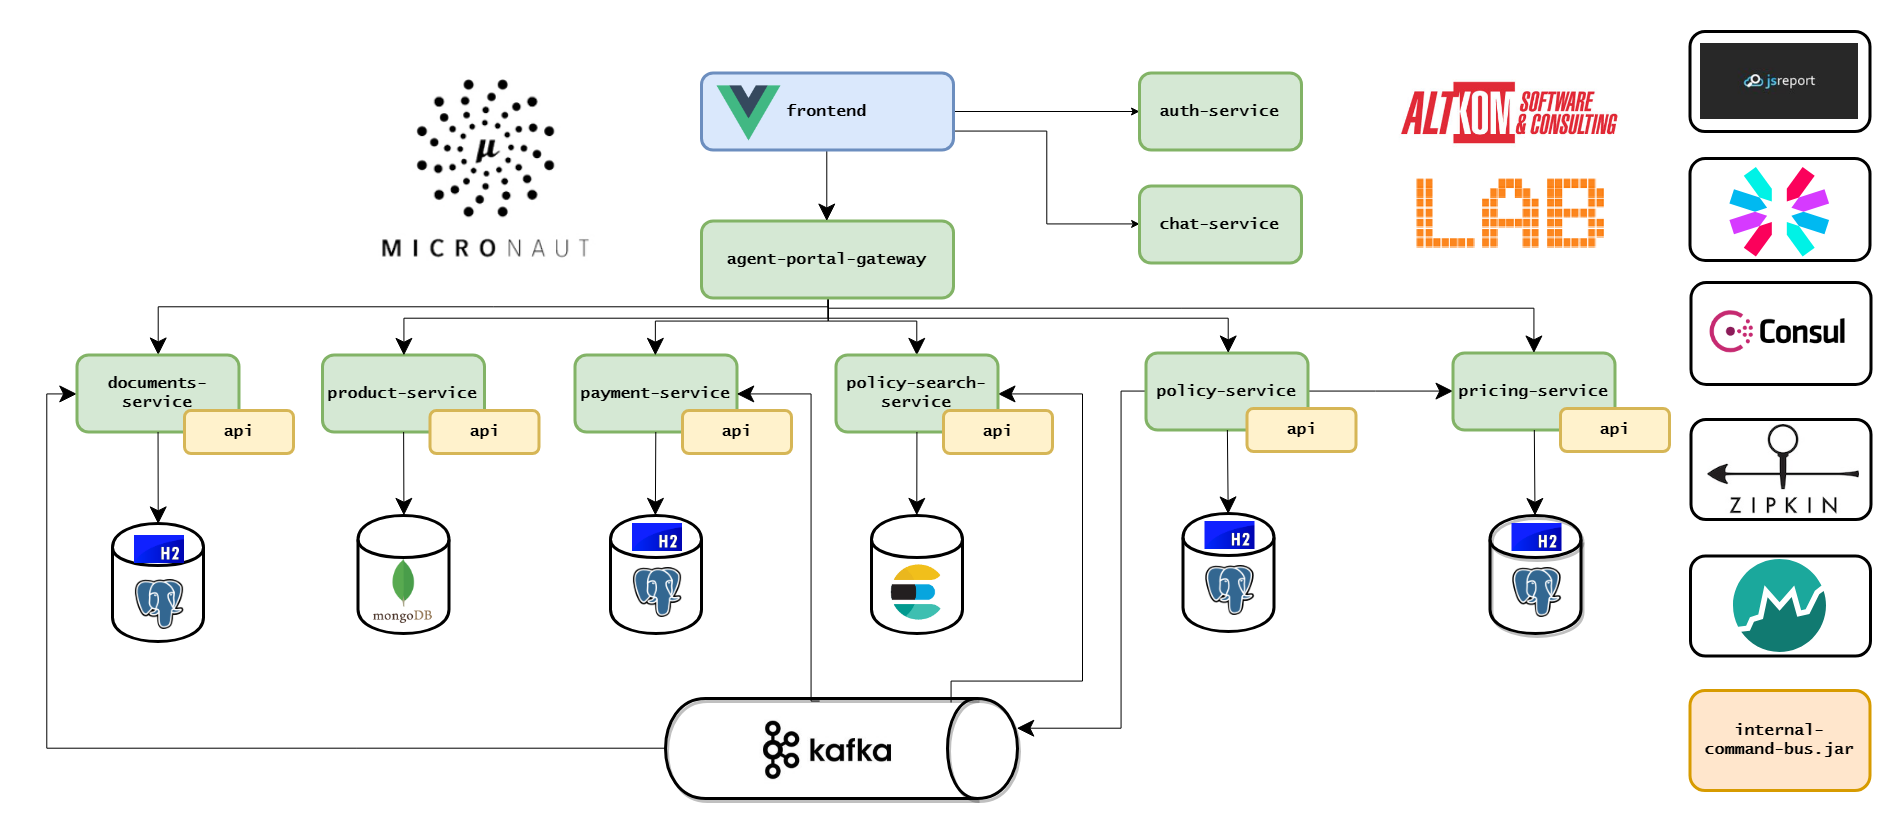 μ
MICRONAUT
frontend
auth-service
chat-service
agent-portal-gateway
ALTKOM SOFTWARE
& CONSULTING
LAB
jsreport
Consul
ZIPKIN
documents-
service
api
product-service
api
payment-service
api
policy-search-
service
api
policy-service
api
pricing-service
api
H2
mongoDB
H2
H2
H2
kafka
internal-
command-bus.jar